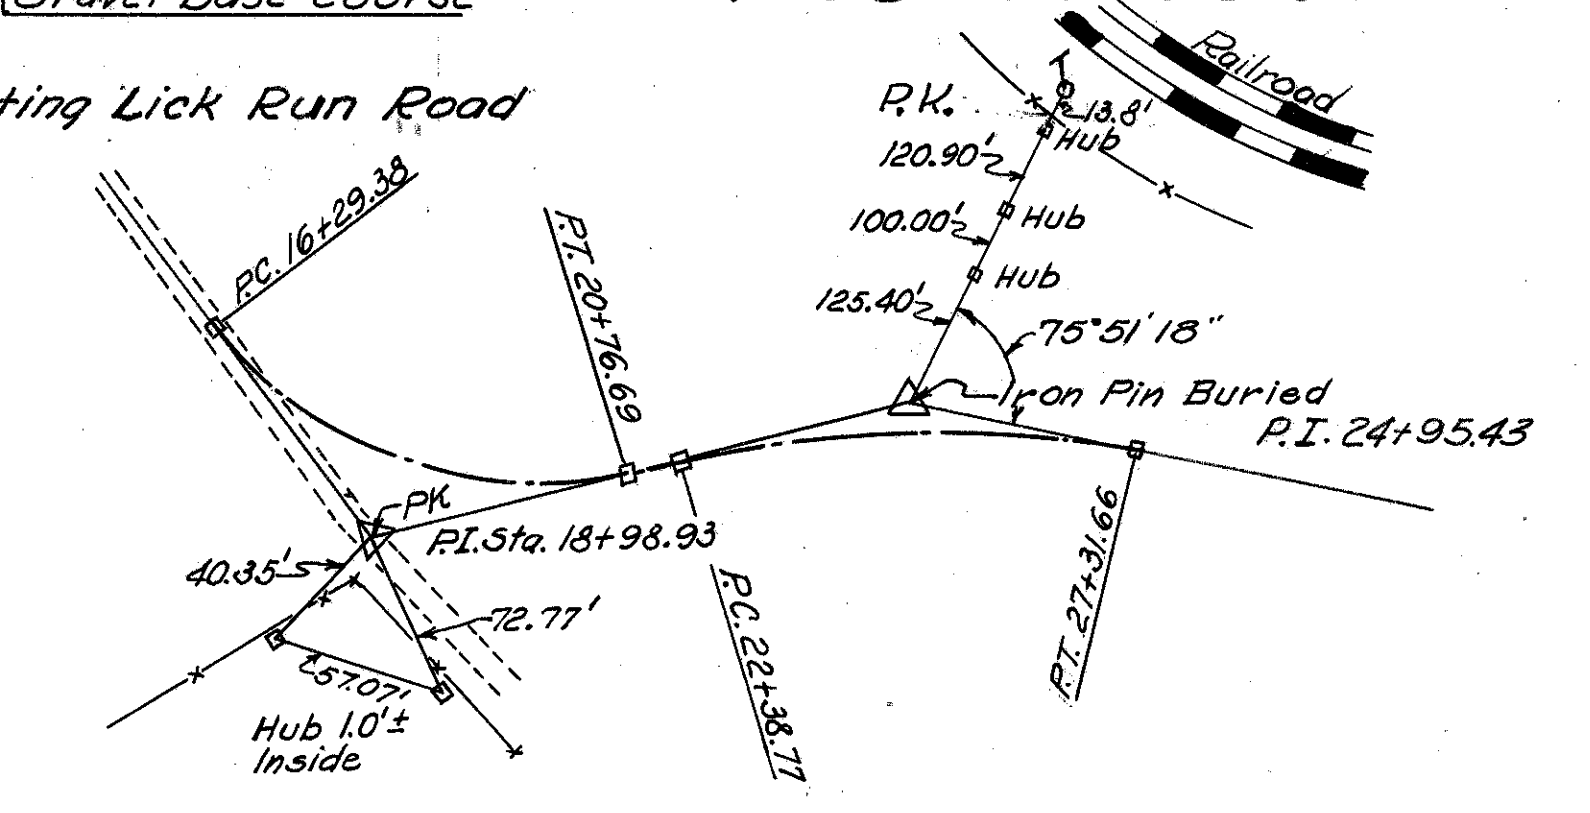 Gravel Base Course
ting Lick Run Road
Railroad
P.K.
13.8'
Hub
120.90'
P.C. 16+29.38
P.T. 20+76.69
100.00'
Hub
Hub
125.40'
75°51'18"
Iron Pin Buried
P.I. 24+95.43
PK
P.I. Sta. 18+98.93
40.35'
72.77'
57.07'
Hub 1.0'±
Inside
P.C. 22+38.77
P.T. 27+31.66